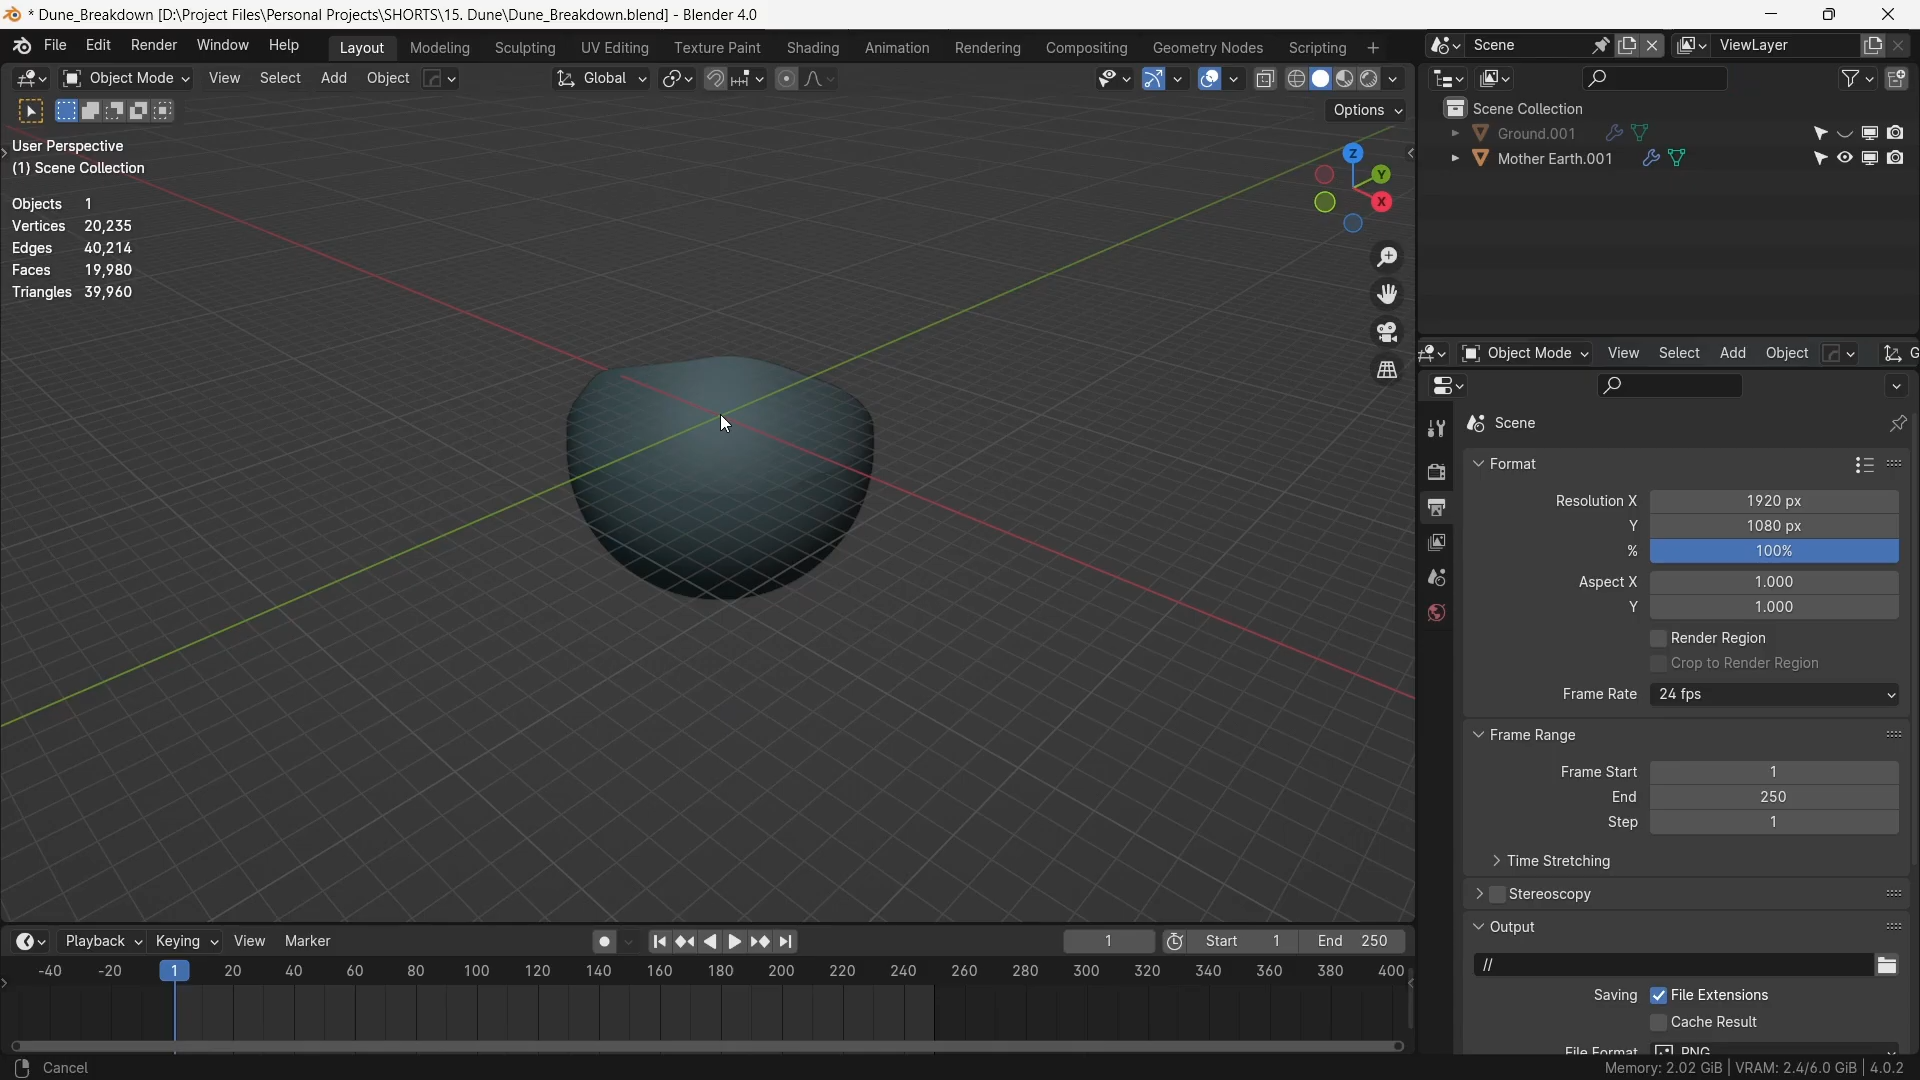 * Dune_Breakdown [D:\Project Files\Personal Projects\SHORTS\15. Dune\Dune_Breakdown.blend] - Blender 4.0
File Edit Render Window Help Layout Modeling Sculpting UV Editing Texture Paint Shading Animation Rendering Compositing Geometry Nodes Scripting + Scene ViewLayer
Object Mode View Select Add Object Global
Options
User Perspective
(1) Scene Collection
Objects 1
Vertices 20,235
Edges 40,214
Faces 19,980
Triangles 39,960
Z
Y
X
Scene Collection
Ground.001
Mother Earth.001
Object Mode View Select Add Object G
Scene
Format
Resolution X 1920 px
Y 1080 px
% 100%
Aspect X 1.000
Y 1.000
Render Region
Crop to Render Region
Frame Rate 24 fps
Frame Range
Frame Start 1
End 250
Step 1
Time Stretching
Stereoscopy
Output
//
Saving File Extensions
Cache Result
File Format PNG
Playback Keying View Marker 1 Start 1 End 250
-40 -20 1 20 40 60 80 100 120 140 160 180 200 220 240 260 280 300 320 340 360 380 400
Cancel
Memory: 2.02 GiB | VRAM: 2.4/6.0 GiB | 4.0.2